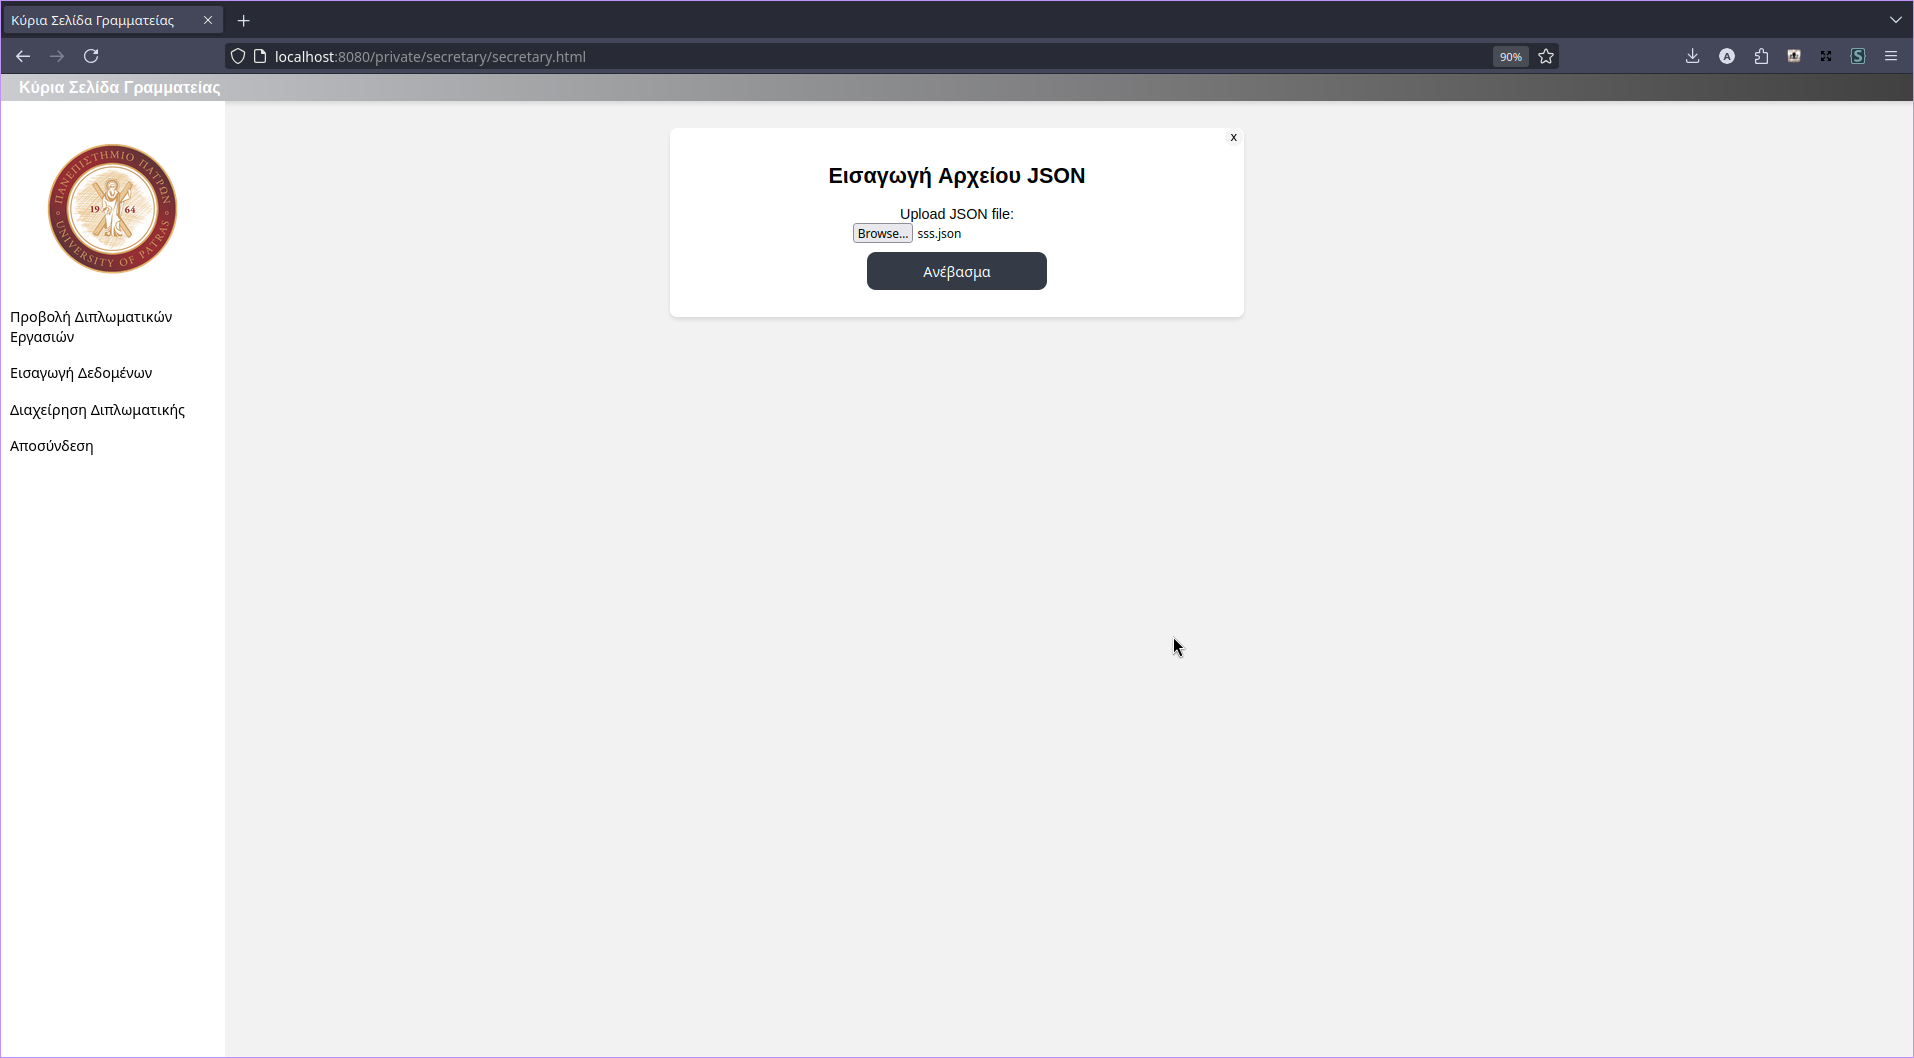 Κύρια Σελίδα Γραμματείας
localhost:8080/private/secretary/secretary.html
90%
A
S
Κύρια Σελίδα Γραμματείας
ΠΑΝΕΠΙΣΤΗΜΙΟ ΠΑΤΡΩΝ
19 64
UNIVERSITY OF PATRAS
Προβολή Διπλωματικών
Εργασιών
Εισαγωγή Δεδομένων
Διαχείρηση Διπλωματικής
Αποσύνδεση
x
Εισαγωγή Αρχείου JSON
Upload JSON file:
Browse... sss.json
Ανέβασμα